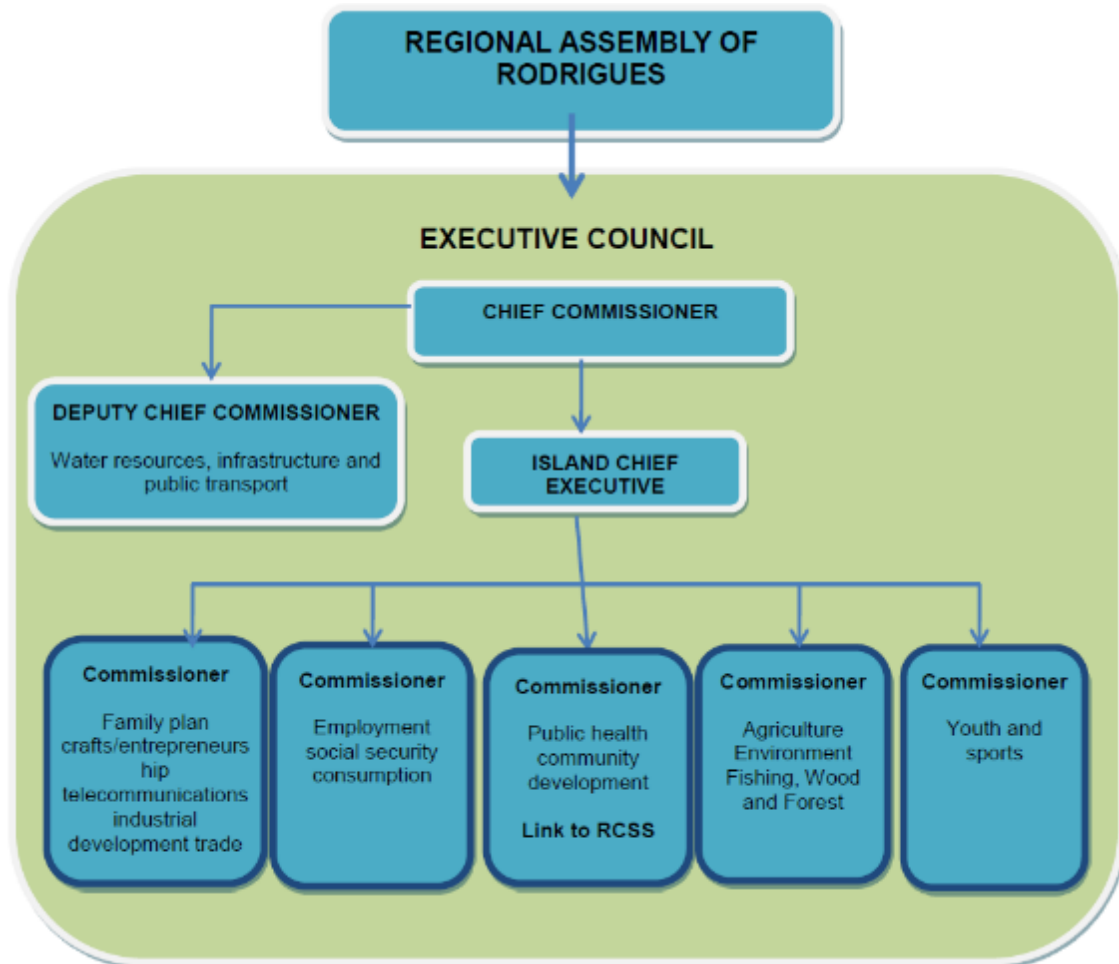 REGIONAL ASSEMBLY OF
RODRIGUES
EXECUTIVE COUNCIL
CHIEF COMMISSIONER
DEPUTY CHIEF COMMISSIONER
Water resources, infrastructure and
public transport
ISLAND CHIEF
EXECUTIVE
Commissioner
Family plan
crafts/entrepreneurs
hip
telecommunications
industrial
development trade
Commissioner
Employment
social security
consumption
Commissioner
Public health
community
development
Link to RCSS
Commissioner
Agriculture
Environment
Fishing, Wood
and Forest
Commissioner
Youth and
sports